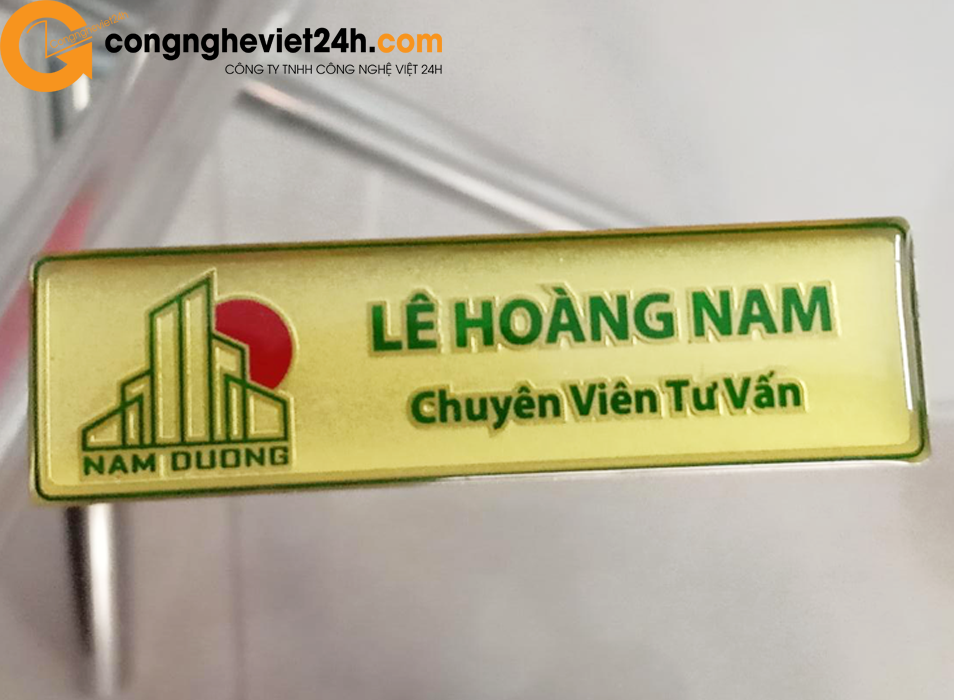 congngheviet24h.com
CÔNG TY TNHH CÔNG NGHỆ VIỆT 24H
LÊ HOÀNG NAM
Chuyên Viên Tư Vấn
NAM DUONG